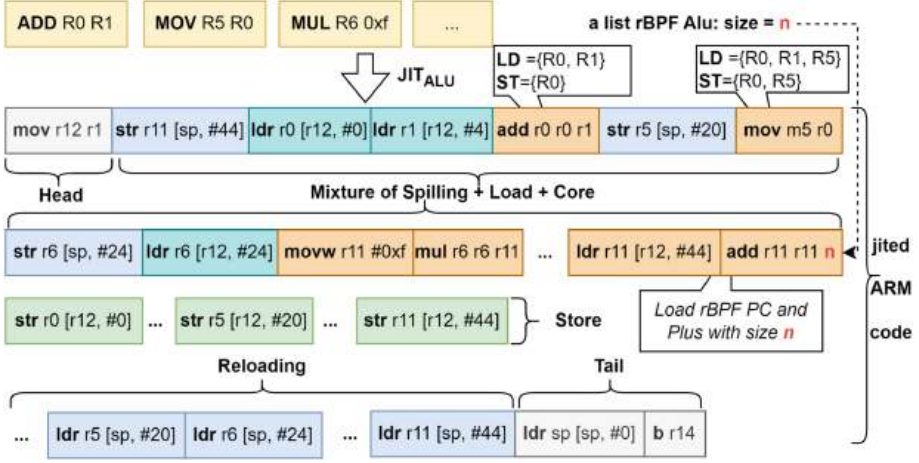 ADD R0 R1 MOV R5 R0 MUL R6 0xf ... a list rBPF Alu: size = n
JIT_ALU
LD ={R0, R1}
ST={R0}
LD ={R0, R1, R5}
ST={R0, R5}
mov r12 r1 str r11 [sp, #44] ldr r0 [r12, #0] ldr r1 [r12, #4] add r0 r0 r1 str r5 [sp, #20] mov m5 r0
Head
Mixture of Spilling + Load + Core
str r6 [sp, #24] ldr r6 [r12, #24] movw r11 #0xf mul r6 r6 r11 ... ldr r11 [r12, #44] add r11 r11 n
jited
ARM
code
str r0 [r12, #0] ... str r5 [r12, #20] ... str r11 [r12, #44] Store
Load rBPF PC and
Plus with size n
Reloading Tail
... ldr r5 [sp, #20] ldr r6 [sp, #24] ... ldr r11 [sp, #44] ldr sp [sp, #0] b r14